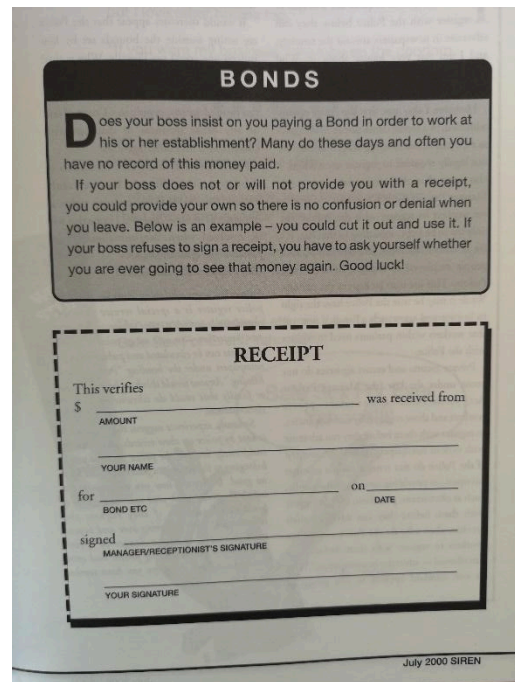 BONDS
Does your boss insist on you paying a Bond in order to work at
his or her establishment? Many do these days and often you
have no record of this money paid.
If your boss does not or will not provide you with a receipt,
you could provide your own so there is no confusion or denial when
you leave. Below is an example – you could cut it out and use it. If
your boss refuses to sign a receipt, you have to ask yourself whether
you are ever going to see that money again. Good luck!
RECEIPT
This verifies
$ was received from
AMOUNT
YOUR NAME
for on
BOND ETC DATE
signed
MANAGER/RECEPTIONIST'S SIGNATURE
YOUR SIGNATURE
July 2000 SIREN